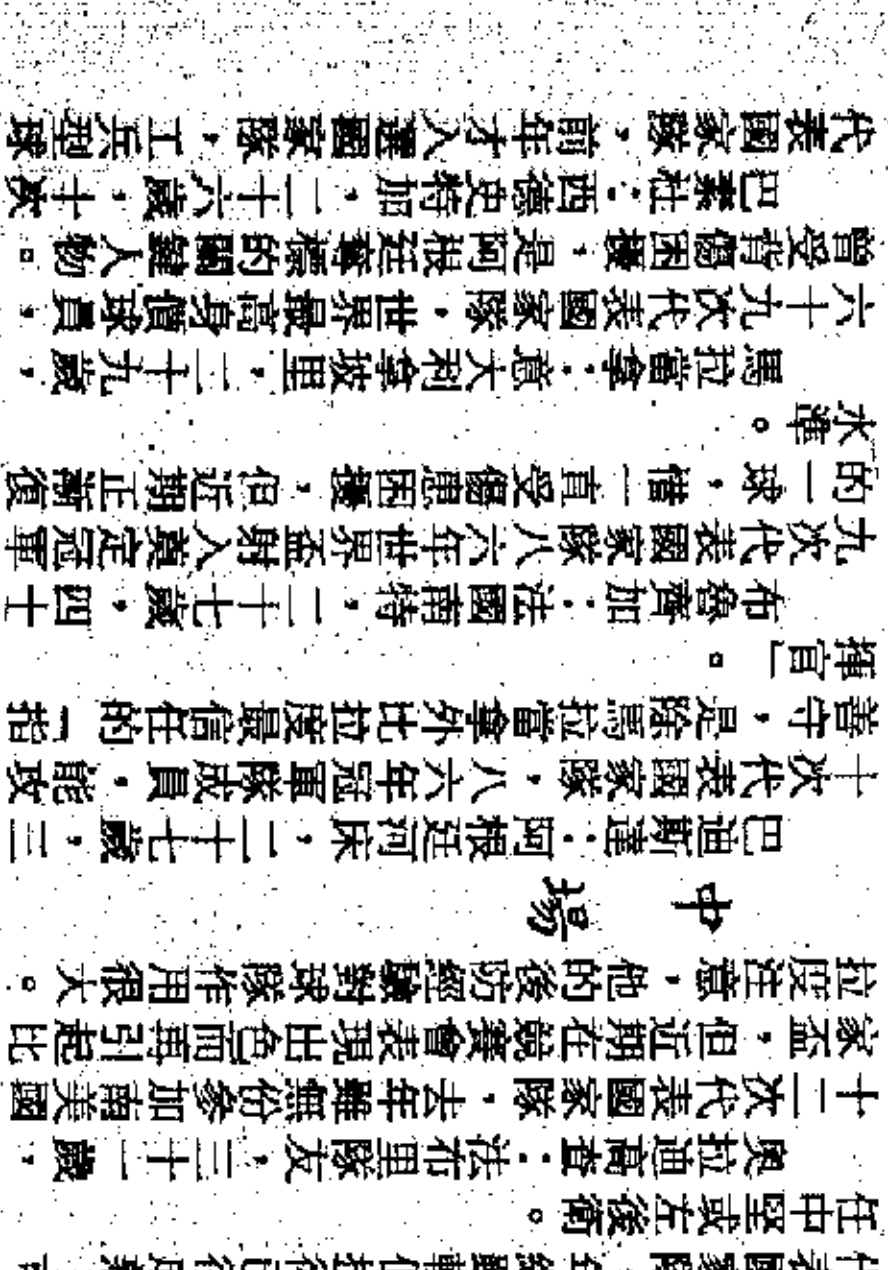 任中堅或左後衛。
奧拉迪高查：法布里隊友，三十一歲，
十二次代表國家隊，去年雖無份參加南美國
家盃，但近期在競賽會表現出色而再引起比
拉度注意，他的後防經驗對球隊作用很大。
中場
巴迪斯達：阿根廷河床，二十七歲，三
十次代表國家隊，八六年冠軍隊成員，能攻
善守，是除馬拉當拿外比拉度最信任的「指
揮官」。
布魯齊加：法國南特，二十七歲，四十
九次代表國家隊八六年世界盃射入奠定冠軍
的一球，惜一直受傷患困擾，但近期正漸復
水準。
馬拉當拿：意大利拿坡里，二十九歲，
六十九次代表國家隊，世界最高身價球員，
曾受背傷困擾，是阿根廷奪標的關鍵人物。
巴素杜：西德史特加，二十六歲，十次
代表國家隊，前年才入選國家隊，工兵型球